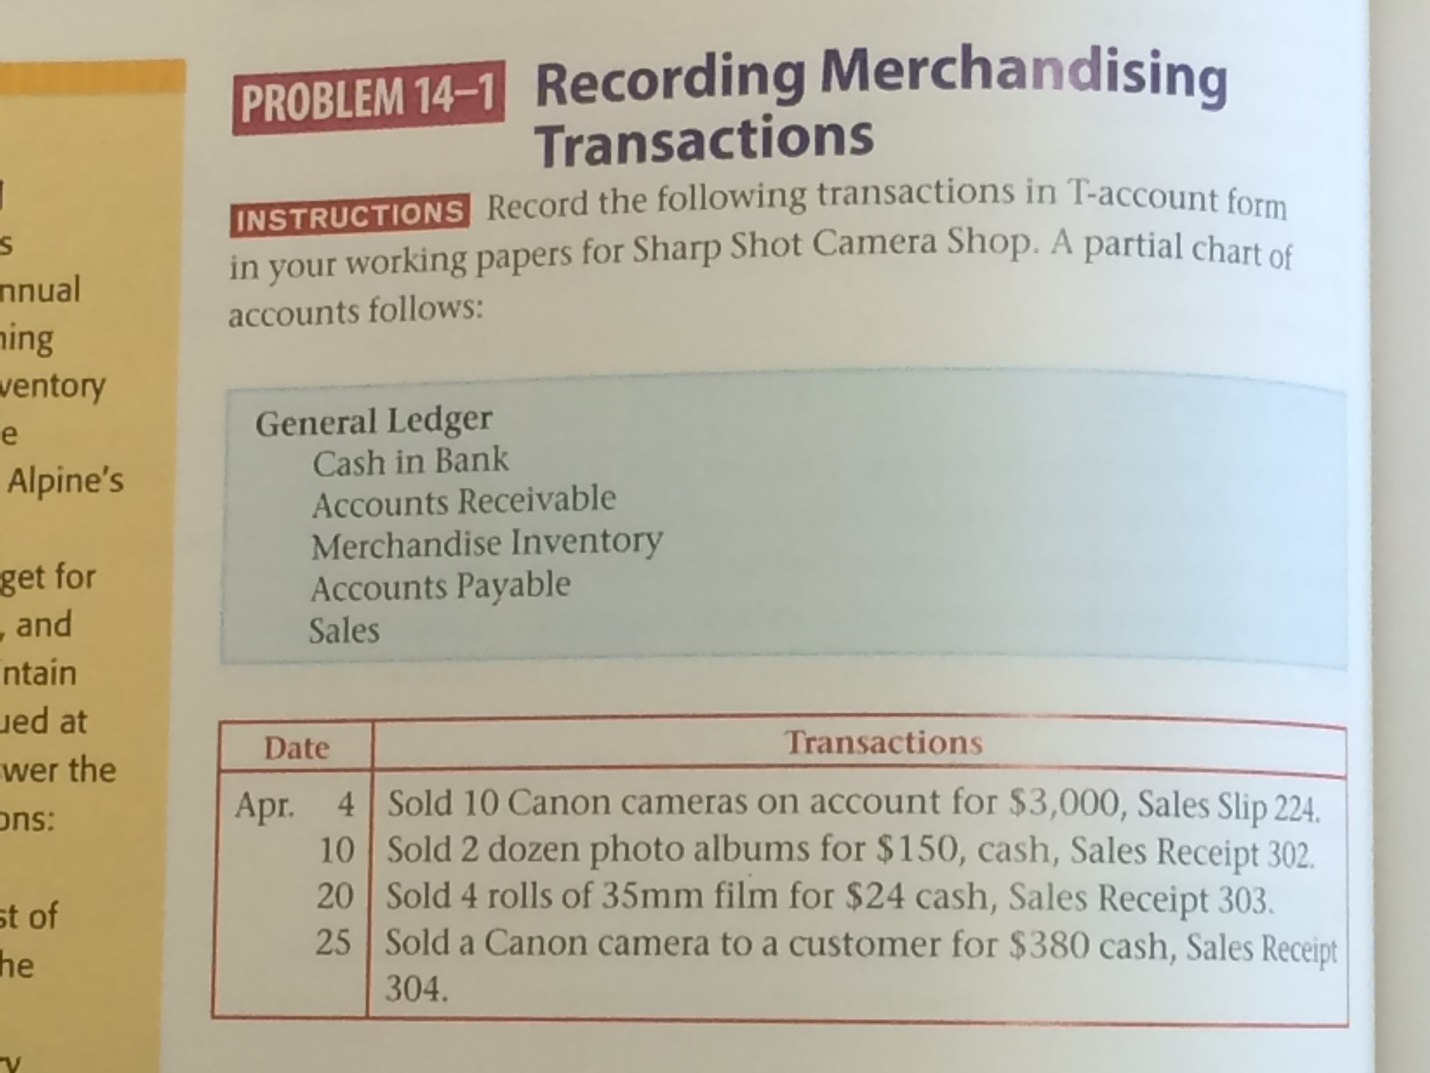 PROBLEM 14–1 Recording Merchandising
Transactions
INSTRUCTIONS Record the following transactions in T-account form
in your working papers for Sharp Shot Camera Shop. A partial chart of
accounts follows:
General Ledger
Cash in Bank
Accounts Receivable
Merchandise Inventory
Accounts Payable
Sales
Date Transactions
Apr. 4 Sold 10 Canon cameras on account for $3,000, Sales Slip 224.
10 Sold 2 dozen photo albums for $150, cash, Sales Receipt 302.
20 Sold 4 rolls of 35mm film for $24 cash, Sales Receipt 303.
25 Sold a Canon camera to a customer for $380 cash, Sales Receipt
304.
s
nnual
ning
ventory
e
Alpine's
get for
, and
ntain
ued at
wer the
ons:
st of
he